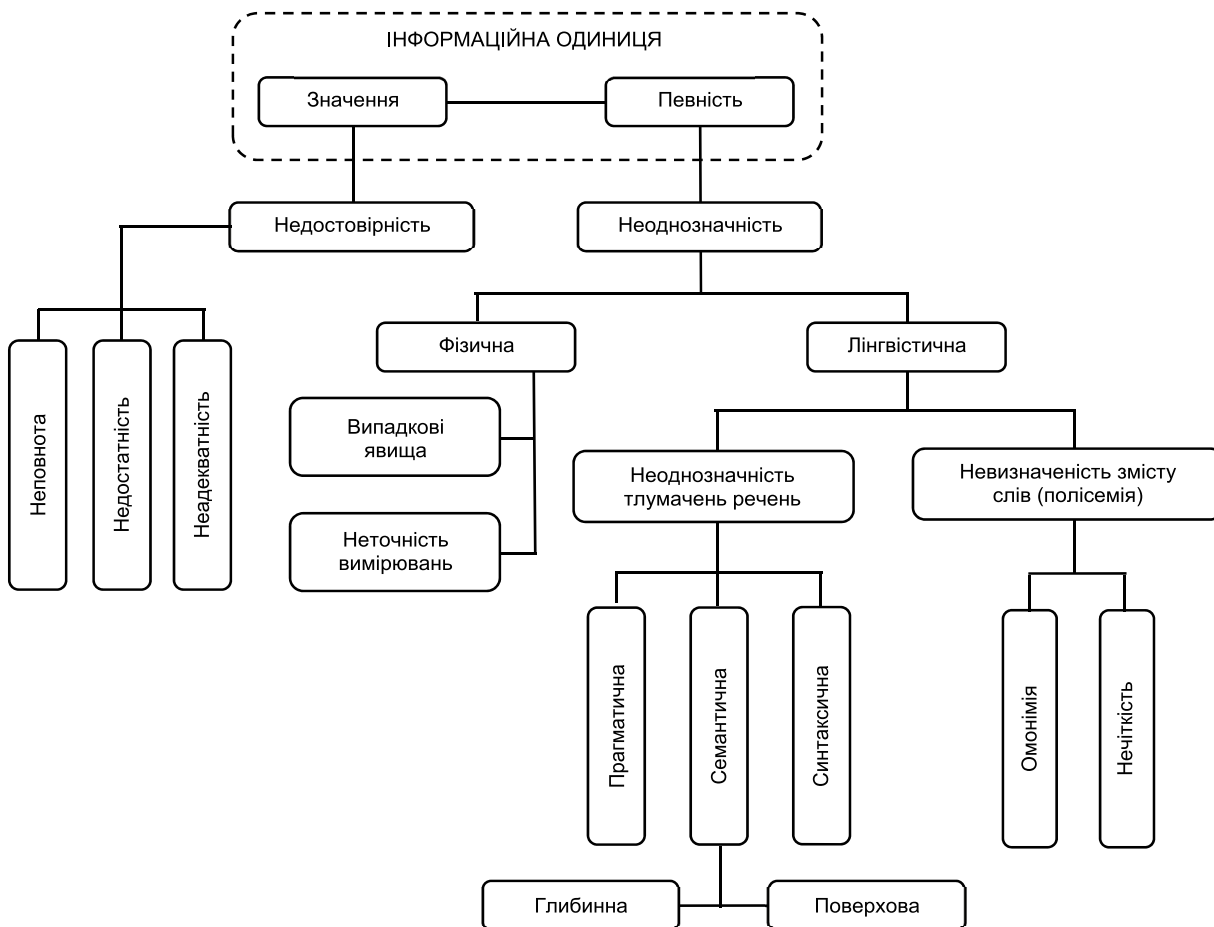 ІНФОРМАЦІЙНА ОДИНИЦЯ
Значення
Певність
Недостовірність
Неоднозначність
Неповнота
Недостатність
Неадекватність
Фізична
Лінгвістична
Випадкові
явища
Неточність
вимірювань
Неоднозначність
тлумачень речень
Невизначеність змісту
слів (полісемія)
Прагматична
Семантична
Синтаксична
Омонімія
Нечіткість
Глибинна
Поверхова